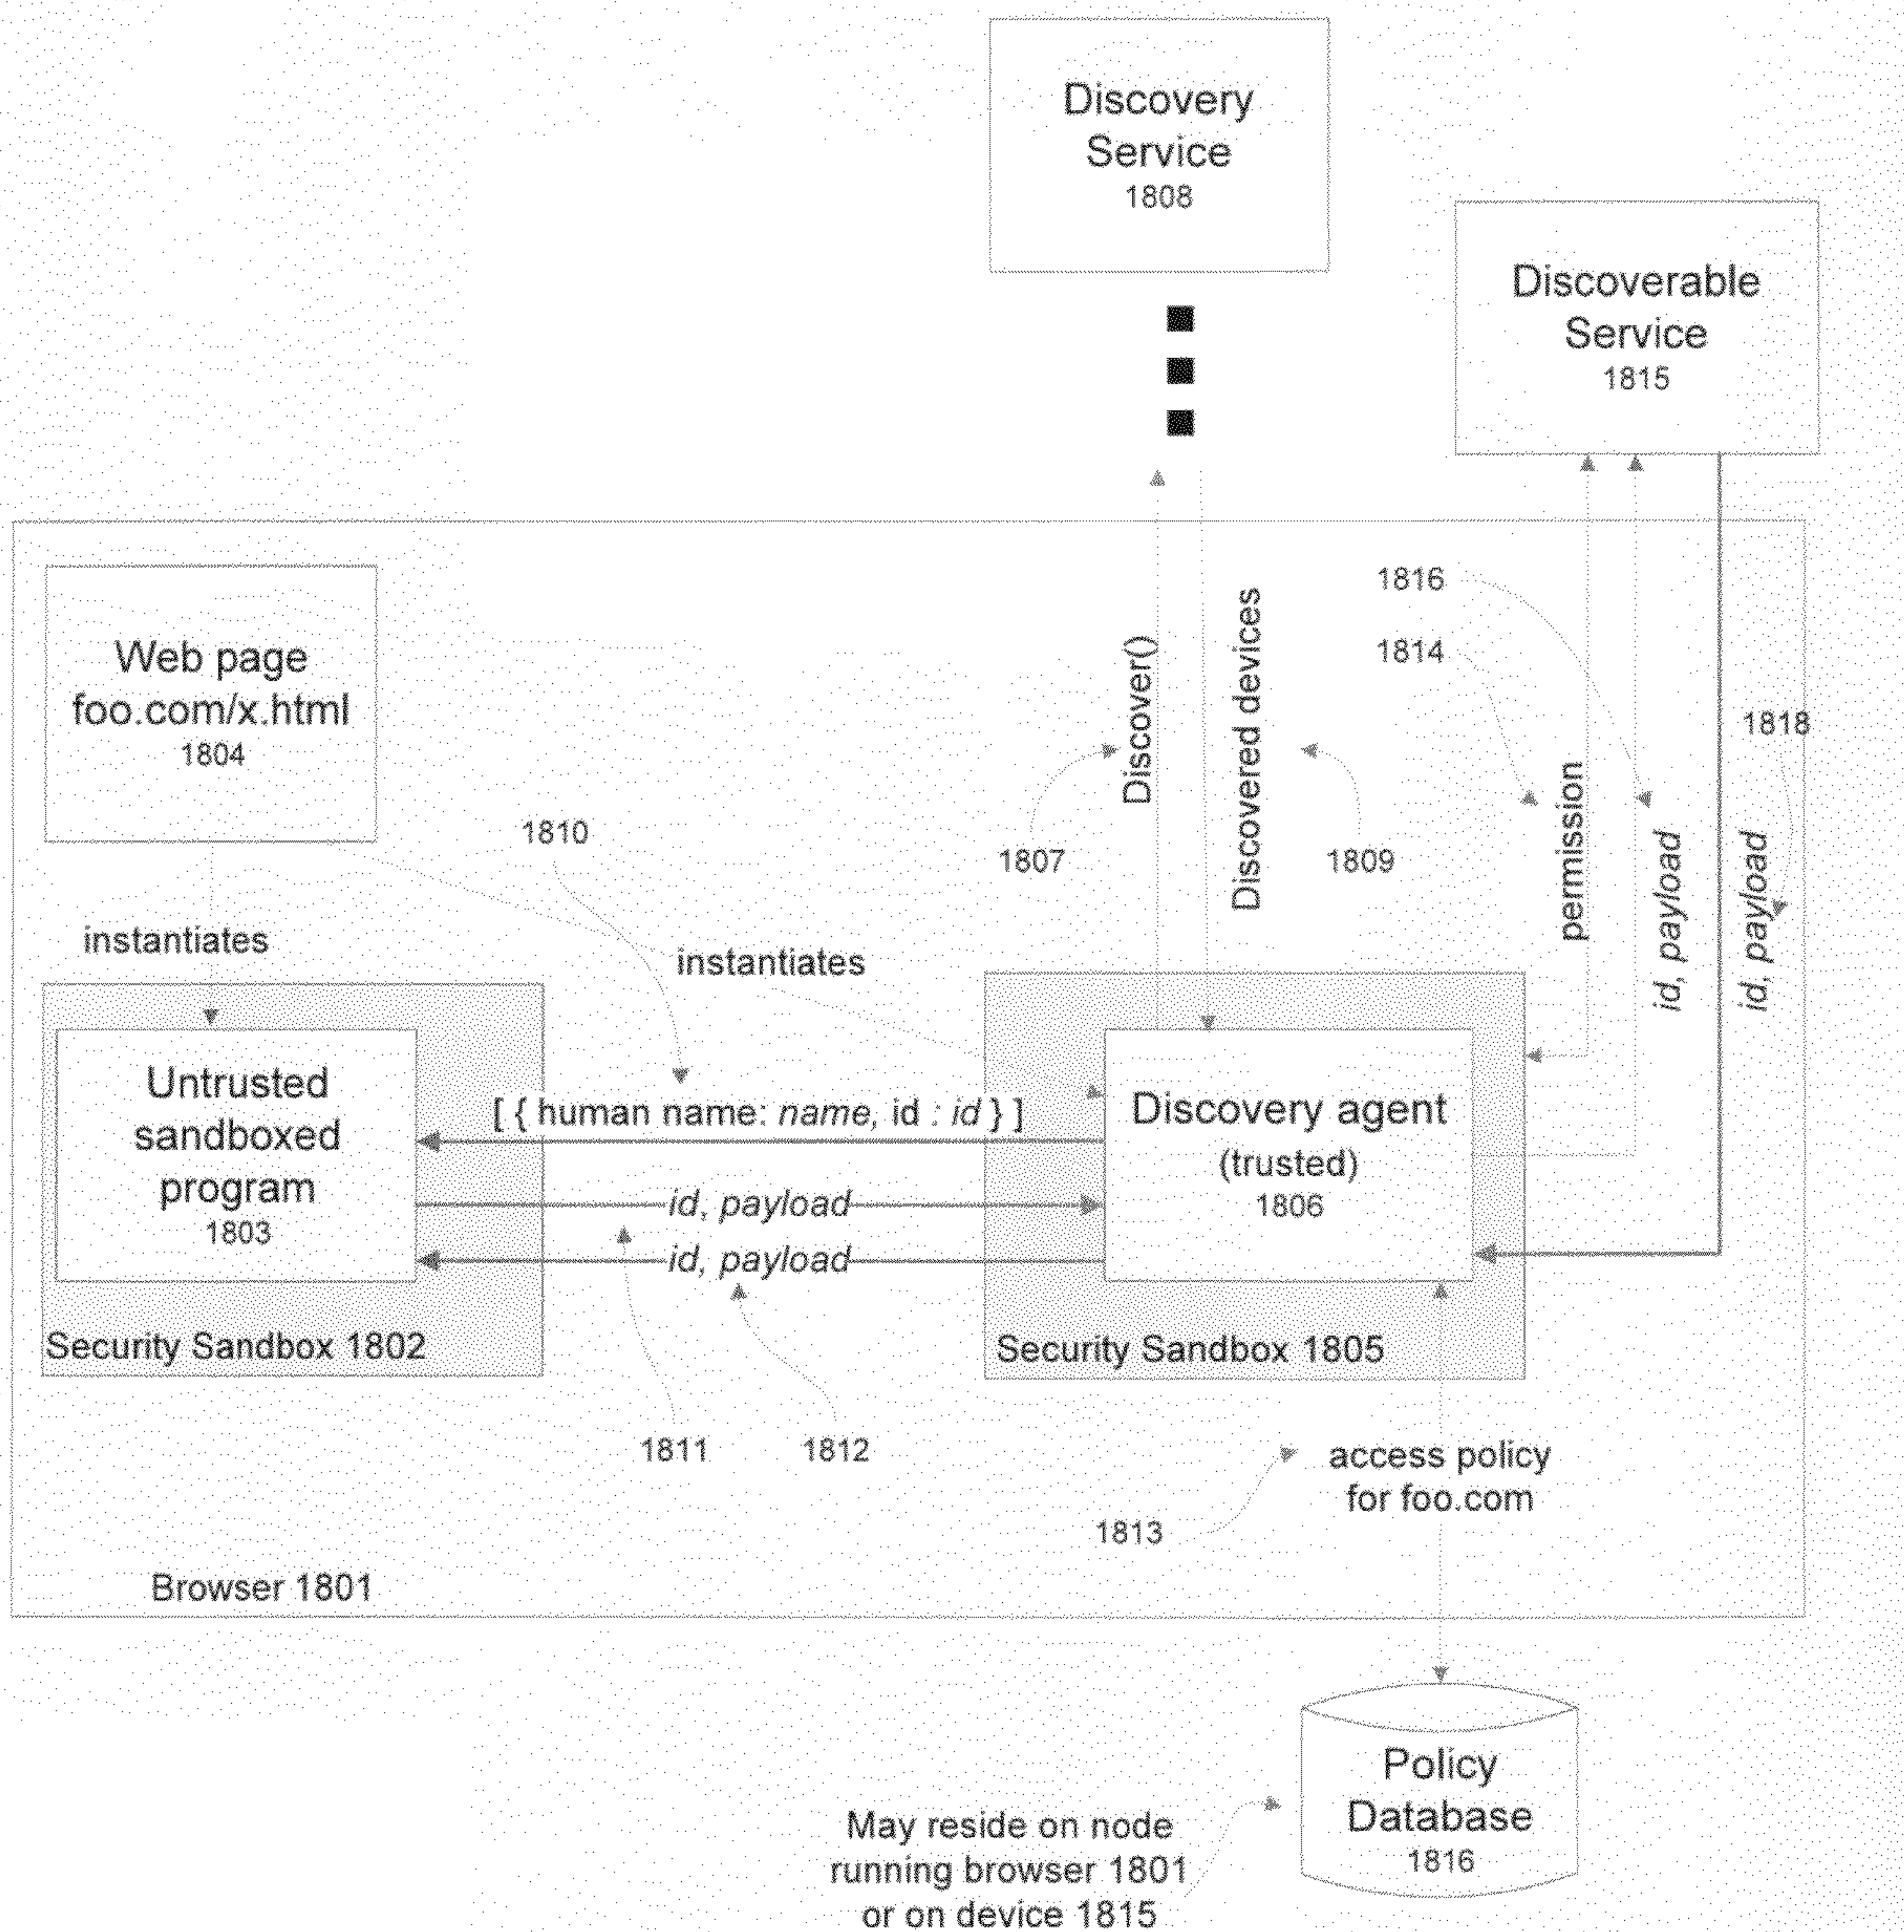 Discovery
Service
1808
Discoverable
Service
1815
Web page
foo.com/x.html
1804
1816
1814
1818
Discover()
Discovered devices
permission
id, payload
id, payload
1807
1809
1810
instantiates
instantiates
[ { human name: name, id : id } ]
Untrusted
sandboxed
program
1803
Discovery agent
(trusted)
1806
id, payload
id, payload
Security Sandbox 1802
Security Sandbox 1805
1811
1812
access policy
for foo.com
1813
Browser 1801
Policy
Database
1816
May reside on node
running browser 1801
or on device 1815